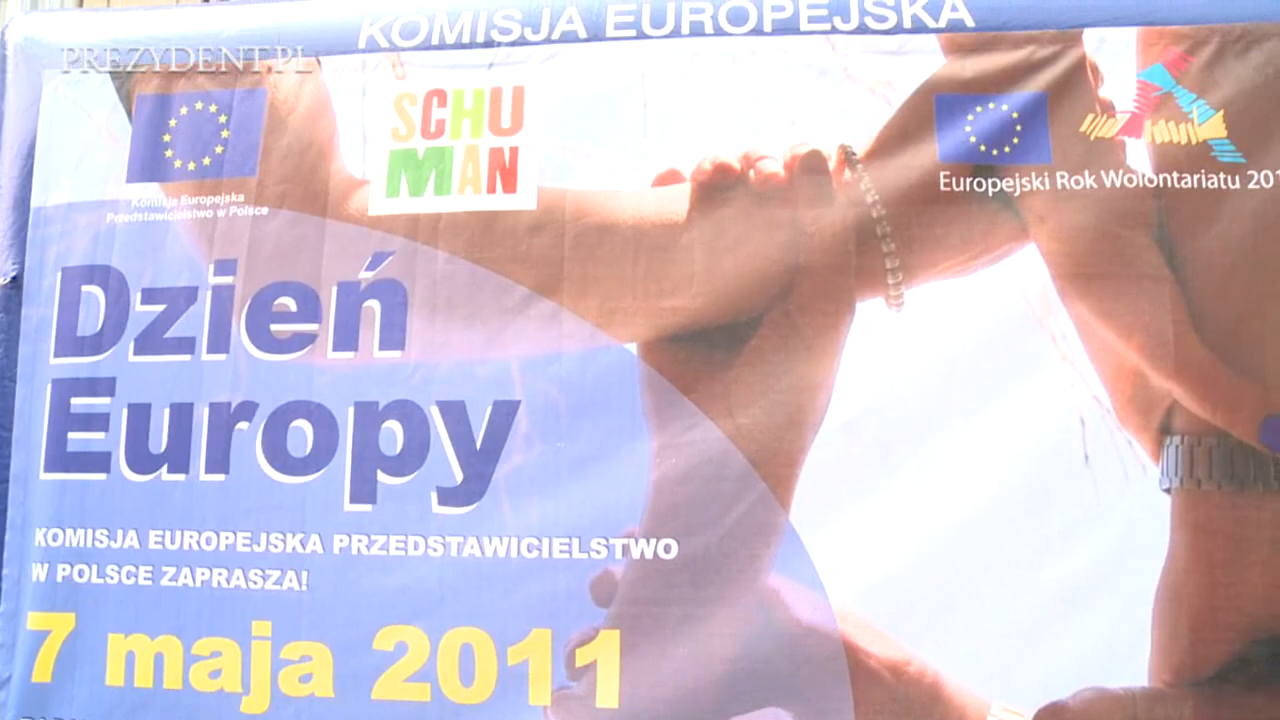 KOMISJA EUROPEJSKA
PREZYDENT.PL
SCHU
MAN
Komisja Europejska
Przedstawicielstwo w Polsce
Europejski Rok Wolontariatu 201
Dzień
Europy
KOMISJA EUROPEJSKA PRZEDSTAWICIELSTWO
W POLSCE ZAPRASZA!
7 maja 2011